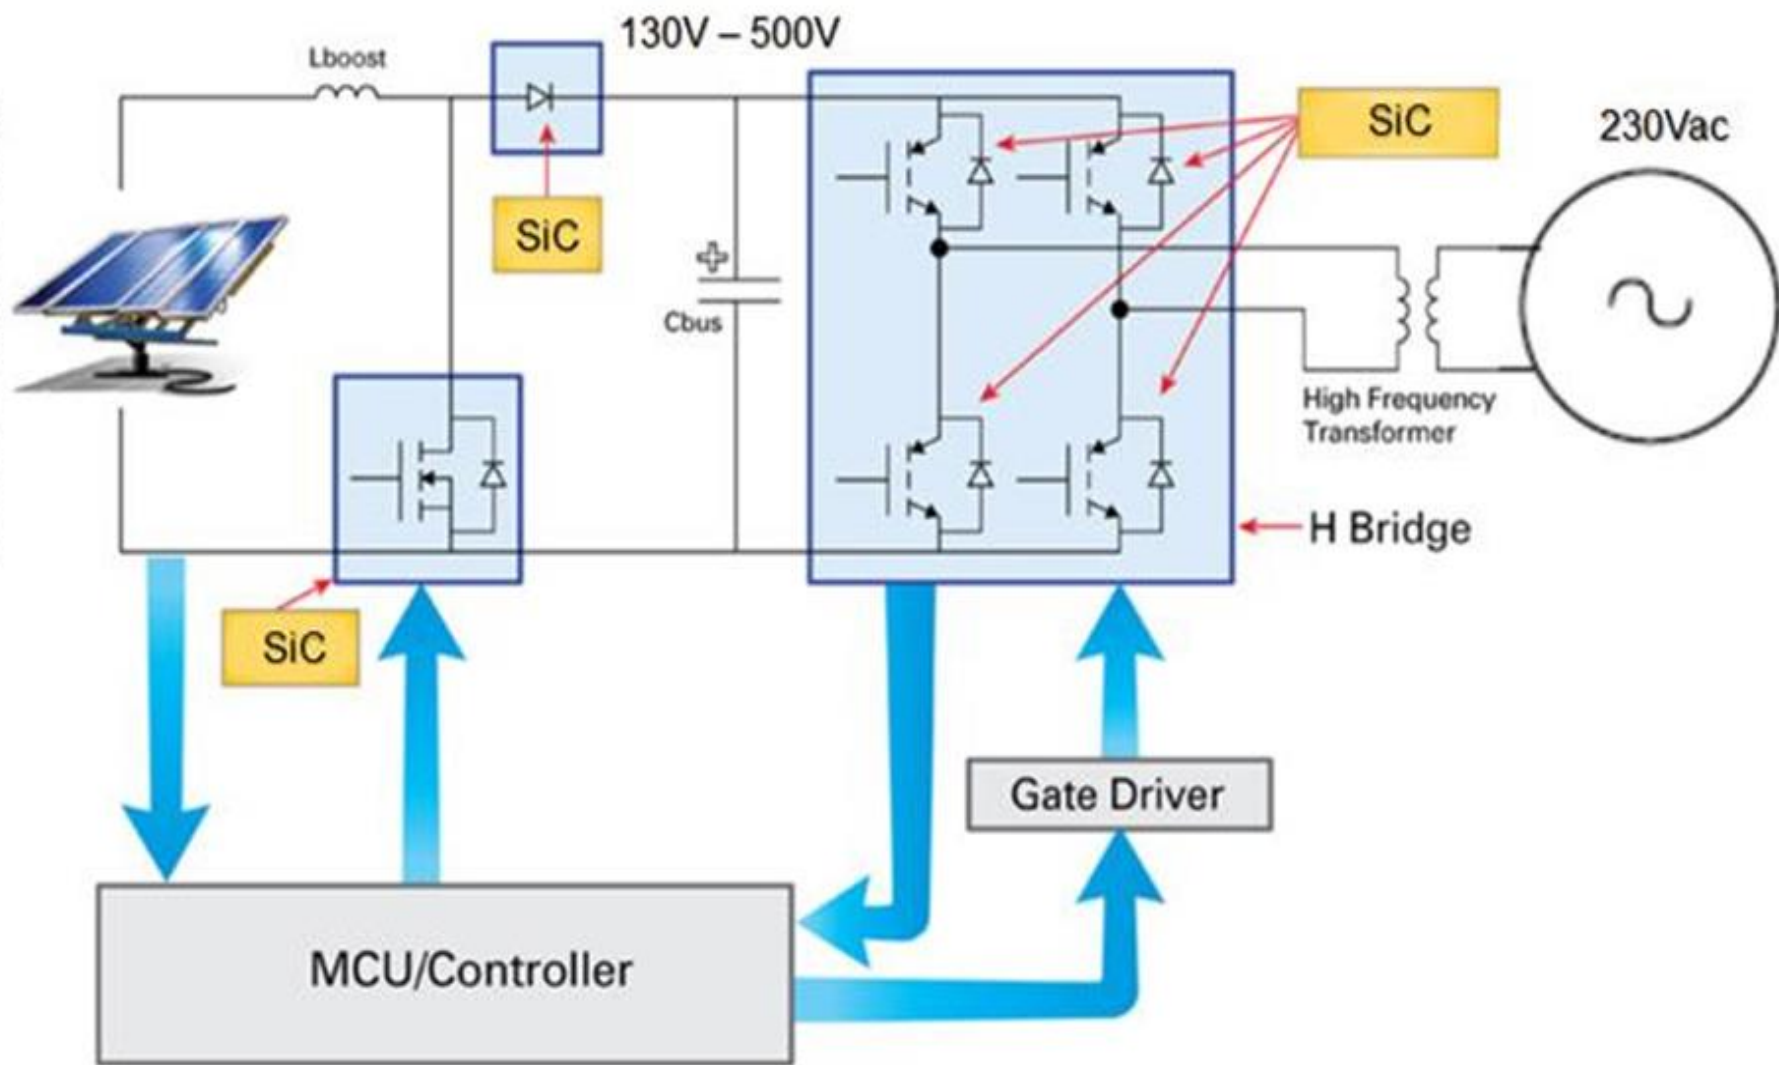 130V – 500V
Lboost
SiC
230Vac
SiC
Cbus
High Frequency
Transformer
H Bridge
SiC
Gate Driver
MCU/Controller